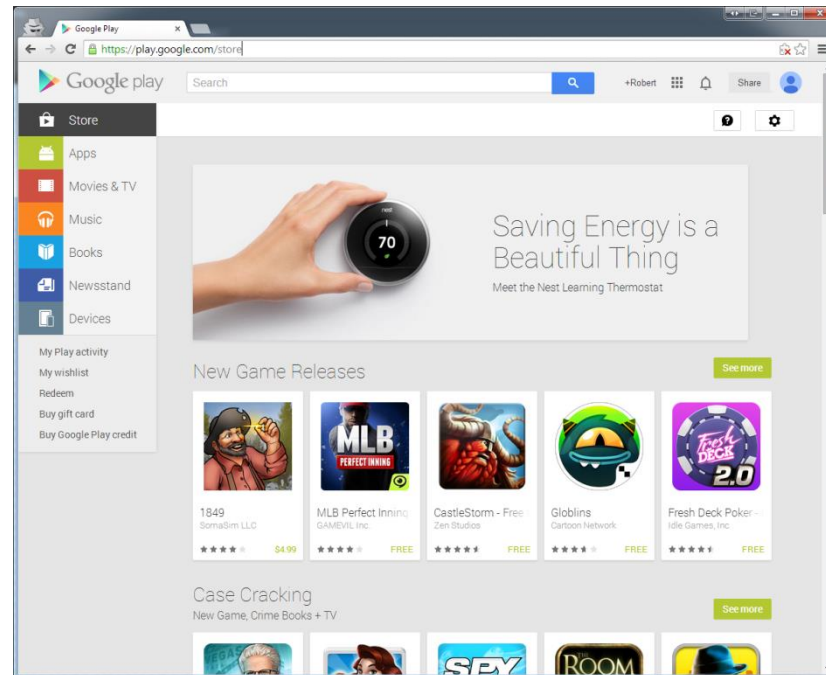 Google Play
https://play.google.com/store
Google play
Search
+Robert
Share
Store
Apps
Movies & TV
Music
Books
Newsstand
Devices
My Play activity
My wishlist
Redeem
Buy gift card
Buy Google Play credit
nest
70
Saving Energy is a
Beautiful Thing
Meet the Nest Learning Thermostat
New Game Releases
See more
MLB
PERFECT INNING
Fresh
DECK
2.0
1849
SomaSim LLC
$4.99
MLB Perfect Inning
GAMEVIL Inc.
FREE
CastleStorm - Free
Zen Studios
FREE
Globlins
Cartoon Network
FREE
Fresh Deck Poker -
Idle Games, Inc.
FREE
Case Cracking
New Game, Crime Books + TV
See more
VEGAS
SPY
THE
ROOM